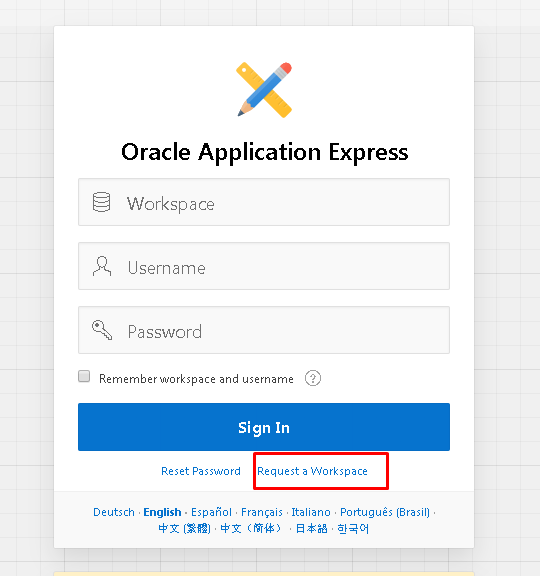 Oracle Application Express
Workspace
Username
Password
Remember workspace and username ?
Sign In
Reset Password Request a Workspace
Deutsch · English · Español · Français · Italiano · Português (Brasil) ·
中文 (繁體) · 中文（简体） · 日本語 · 한국어